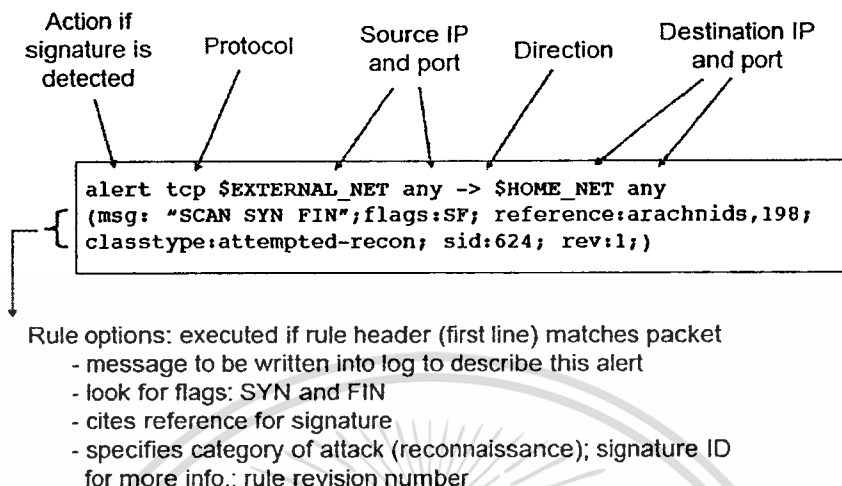 Action if
signature is
detected
Protocol
Source IP
and port
Direction
Destination IP
and port
alert tcp $EXTERNAL_NET any -> $HOME_NET any
(msg: "SCAN SYN FIN";flags:SF; reference:arachnids,198;
classtype:attempted-recon; sid:624; rev:1;)
Rule options: executed if rule header (first line) matches packet
- message to be written into log to describe this alert
- look for flags: SYN and FIN
- cites reference for signature
- specifies category of attack (reconnaissance); signature ID
for more info.; rule revision number